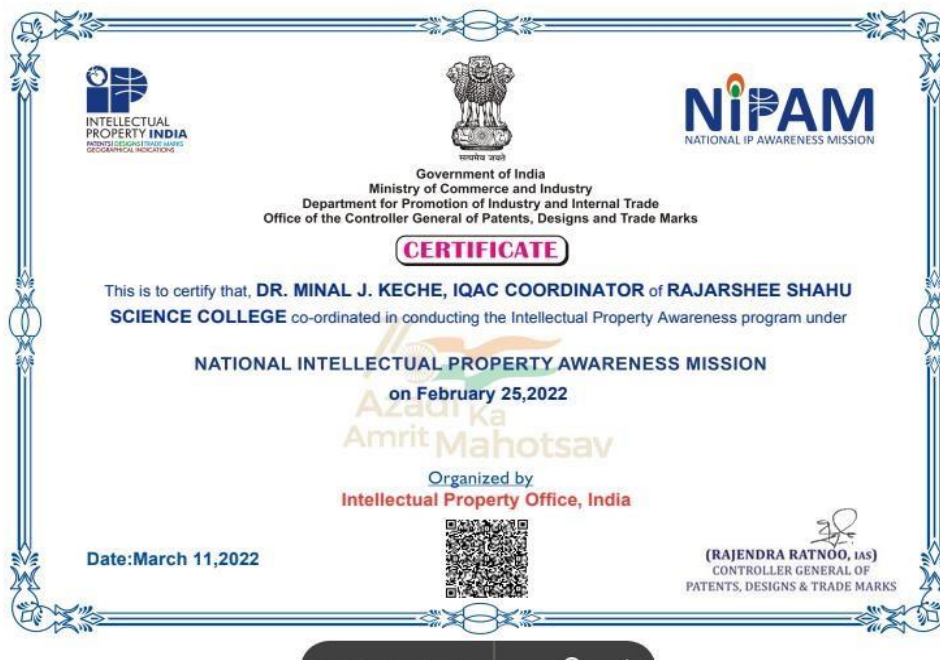 INTELLECTUAL
PROPERTY INDIA
PATENTS | DESIGNS | TRADE MARKS
GEOGRAPHICAL INDICATIONS
सत्यमेव जयते
NiPAM
NATIONAL IP AWARENESS MISSION
Government of India
Ministry of Commerce and Industry
Department for Promotion of Industry and Internal Trade
Office of the Controller General of Patents, Designs and Trade Marks
CERTIFICATE
This is to certify that, DR. MINAL J. KECHE, IQAC COORDINATOR of RAJARSHEE SHAHU
SCIENCE COLLEGE co-ordinated in conducting the Intellectual Property Awareness program under
NATIONAL INTELLECTUAL PROPERTY AWARENESS MISSION
on February 25,2022
Azadi Ka
Amrit Mahotsav
Organized by
Intellectual Property Office, India
Date:March 11,2022
(RAJENDRA RATNOO, IAS)
CONTROLLER GENERAL OF
PATENTS, DESIGNS & TRADE MARKS